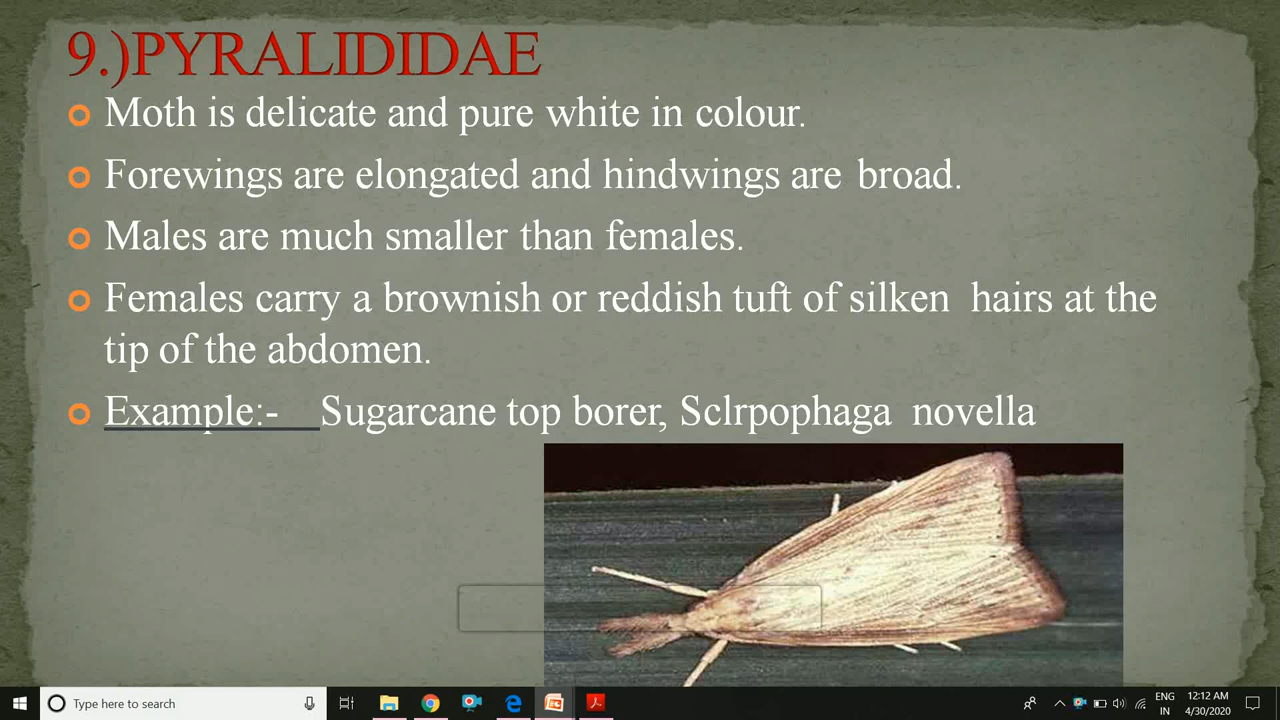 9.)PYRALIDIDAE
Moth is delicate and pure white in colour.
Forewings are elongated and hindwings are broad.
Males are much smaller than females.
Females carry a brownish or reddish tuft of silken hairs at the
tip of the abdomen.
Example:- Sugarcane top borer, Sclrpophaga novella
Type here to search
ENG
IN
12:12 AM
4/30/2020